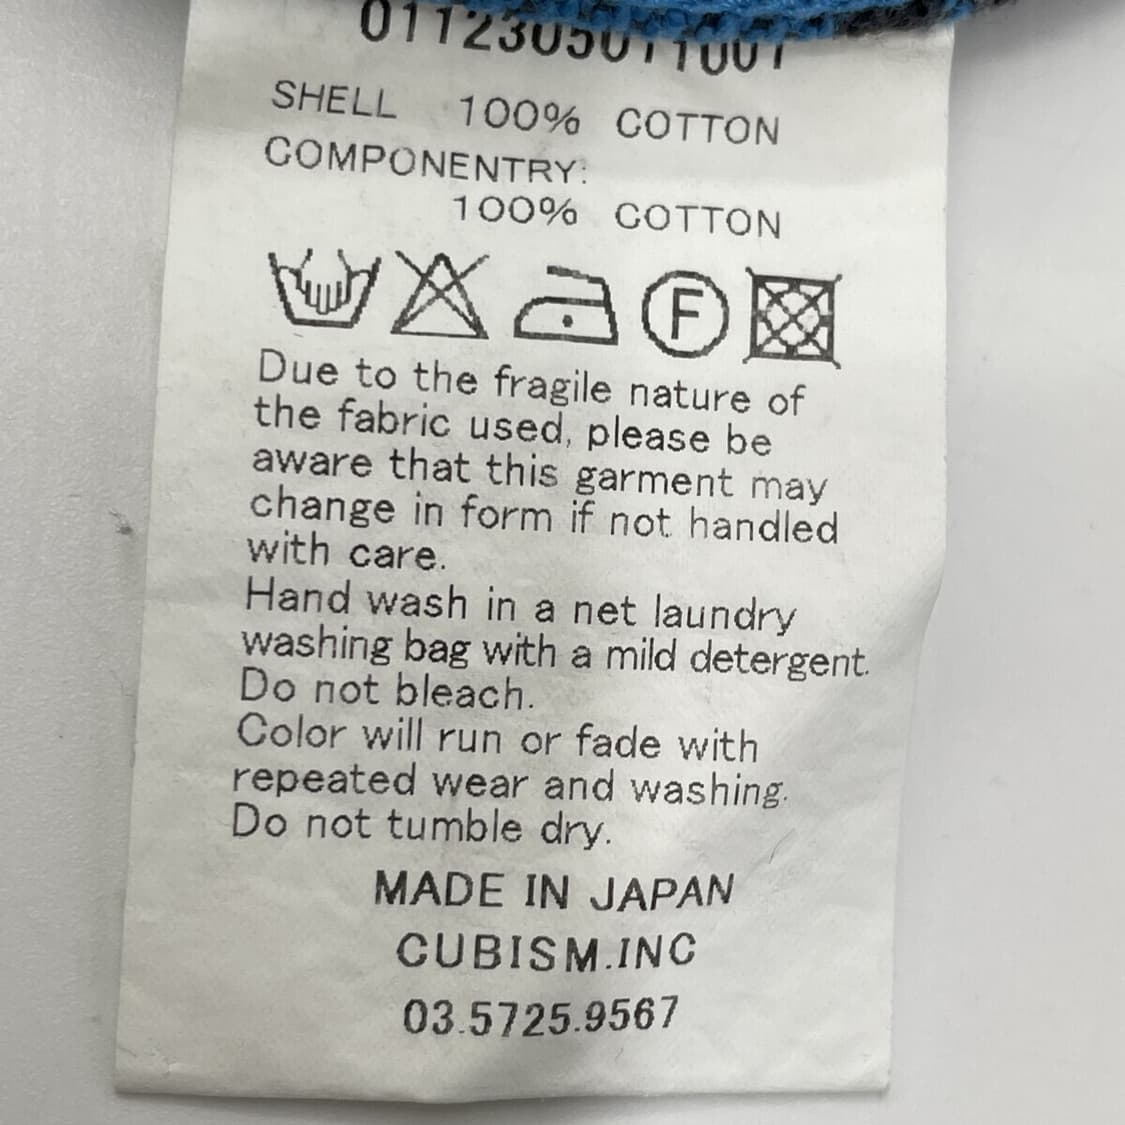 0112305011001
SHELL 100% COTTON
COMPONENTRY:
100% COTTON
F
Due to the fragile nature of
the fabric used, please be
aware that this garment may
change in form if not handled
with care.
Hand wash in a net laundry
washing bag with a mild detergent.
Do not bleach.
Color will run or fade with
repeated wear and washing.
Do not tumble dry.
MADE IN JAPAN
CUBISM.INC
03.5725.9567